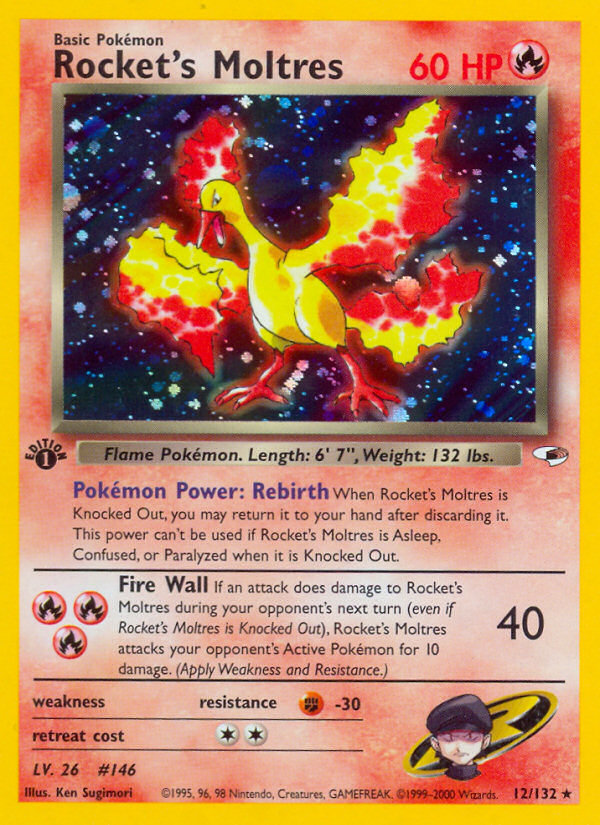 Basic Pokémon
Rocket's Moltres 60 HP
EDITION
1
Flame Pokémon. Length: 6' 7", Weight: 132 lbs.
Pokémon Power: Rebirth When Rocket's Moltres is
Knocked Out, you may return it to your hand after discarding it.
This power can't be used if Rocket's Moltres is Asleep,
Confused, or Paralyzed when it is Knocked Out.
Fire Wall If an attack does damage to Rocket's
Moltres during your opponent's next turn (even if
Rocket's Moltres is Knocked Out), Rocket's Moltres
attacks your opponent's Active Pokémon for 10
damage. (Apply Weakness and Resistance.)
40
weakness resistance -30
retreat cost
LV. 26 #146
Illus. Ken Sugimori ©1995, 96, 98 Nintendo, Creatures, GAMEFREAK. ©1999-2000 Wizards. 12/132 ★